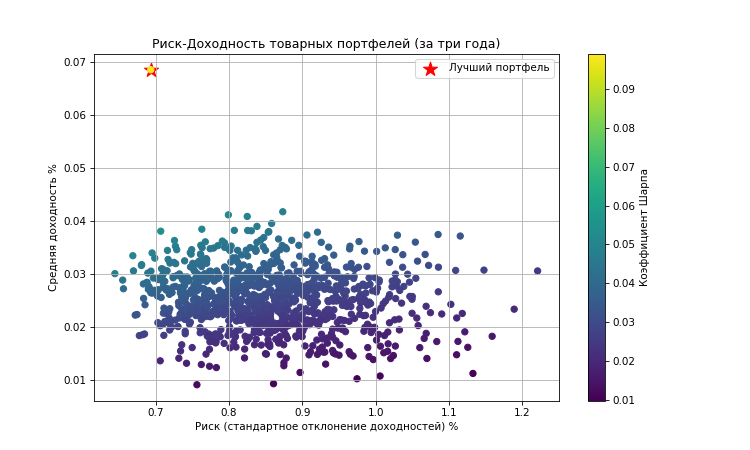 Риск-Доходность товарных портфелей (за три года)
Лучший портфель
Средняя доходность %
0.07
0.06
0.05
0.04
0.03
0.02
0.01
0.7 0.8 0.9 1.0 1.1 1.2
Риск (стандартное отклонение доходностей) %
0.09
0.08
0.07
0.06
0.05
0.04
0.03
0.02
0.01
Коэффициент Шарпа